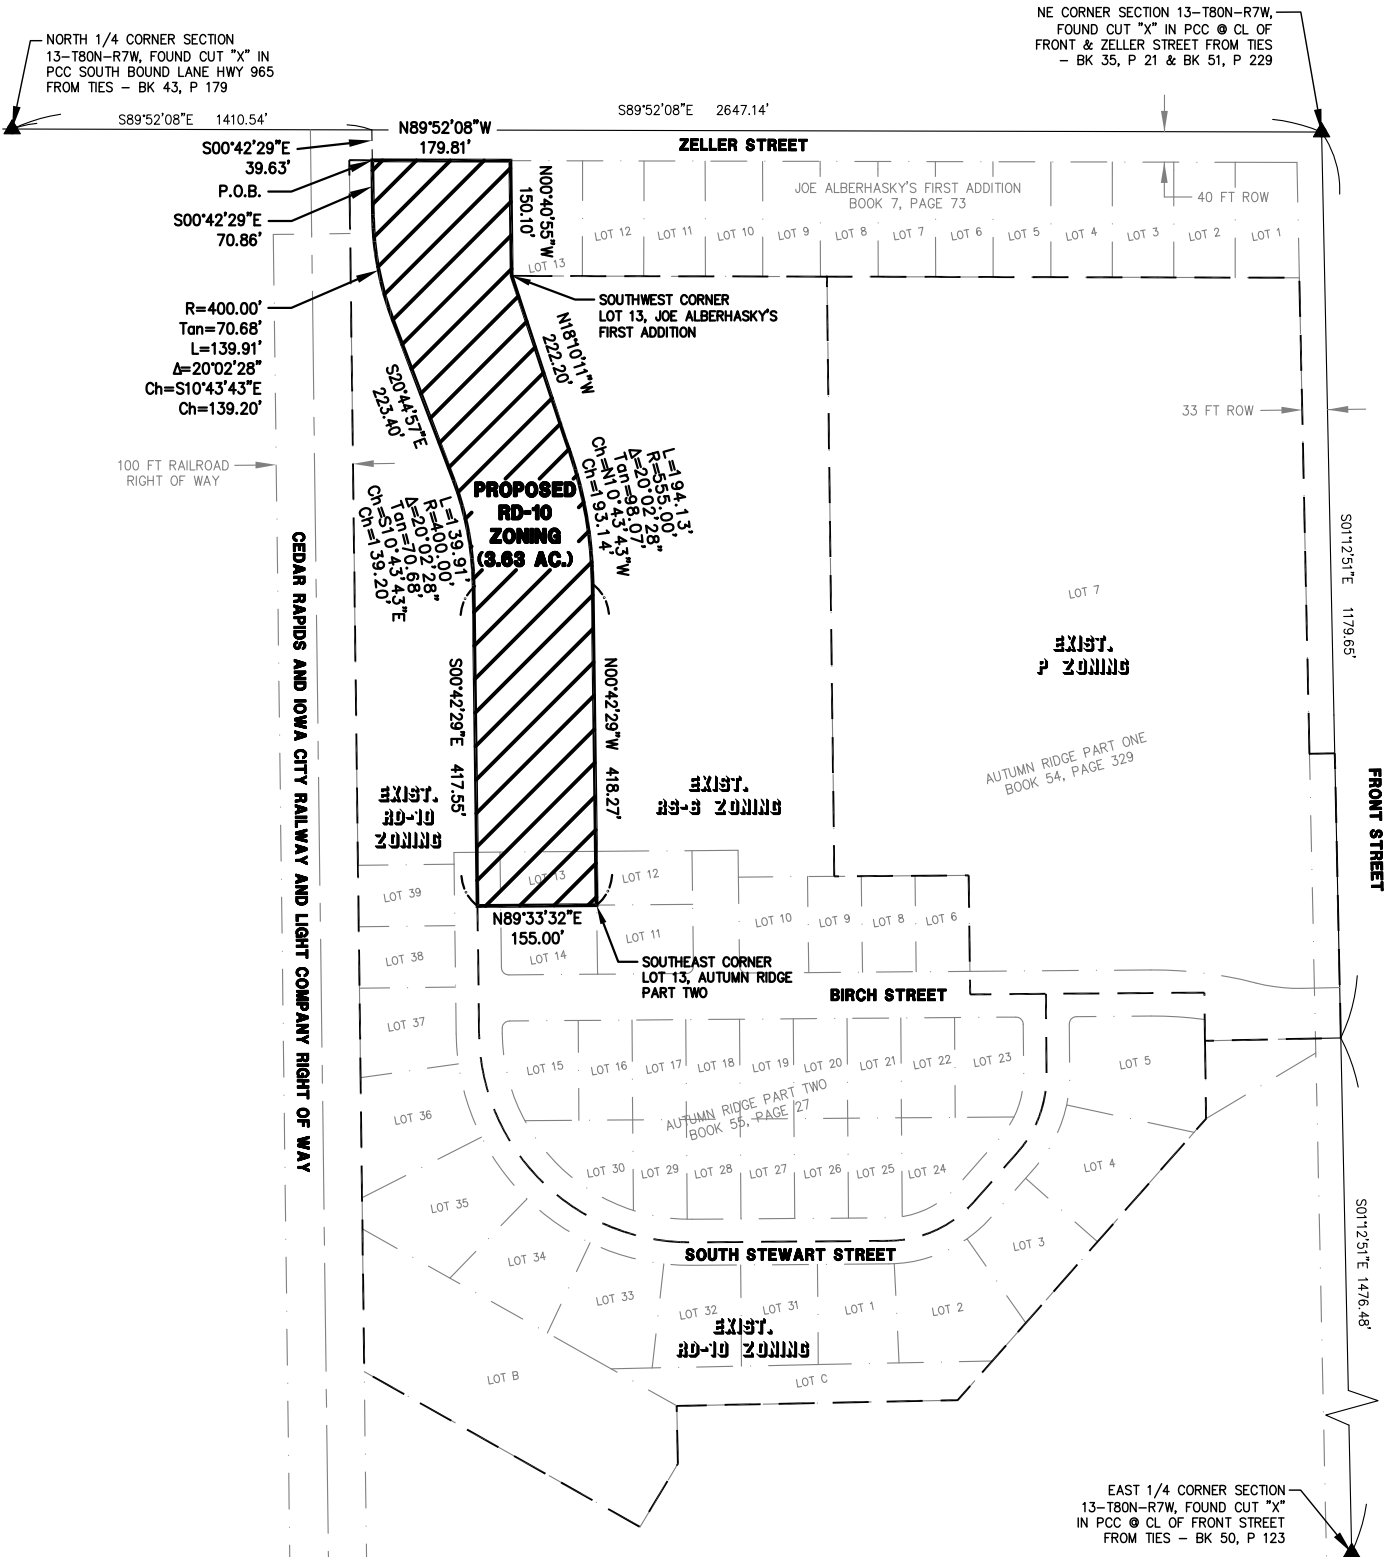 NORTH 1/4 CORNER SECTION
13-T80N-R7W, FOUND CUT "X" IN
PCC SOUTH BOUND LANE HWY 965
FROM TIES - BK 43, P 179
NE CORNER SECTION 13-T80N-R7W,
FOUND CUT "X" IN PCC @ CL OF
FRONT & ZELLER STREET FROM TIES
- BK 35, P 21 & BK 51, P 229
S89°52'08"E 1410.54'
S89°52'08"E 2647.14'
N89°52'08"W
179.81'
ZELLER STREET
S00°42'29"E
39.63'
P.O.B.
S00°42'29"E
70.86'
N00°40'55"W
150.10'
JOE ALBERHASKY'S FIRST ADDITION
BOOK 7, PAGE 73
40 FT ROW
LOT 13
LOT 12
LOT 11
LOT 10
LOT 9
LOT 8
LOT 7
LOT 6
LOT 5
LOT 4
LOT 3
LOT 2
LOT 1
SOUTHWEST CORNER
LOT 13, JOE ALBERHASKY'S
FIRST ADDITION
R=400.00'
Tan=70.68'
L=139.91'
Δ=20°02'28"
Ch=S10°43'43"E
Ch=139.20'
N18°10'11"W
222.20'
S20°44'57"E
223.40'
33 FT ROW
100 FT RAILROAD
RIGHT OF WAY
L=194.13'
R=555.00'
Δ=20°02'28"
Tan=98.07'
Ch=N10°43'43"W
Ch=193.14'
PROPOSED
RD-10
ZONING
(3.63 AC.)
L=139.91'
R=400.00'
Δ=20°02'28"
Tan=70.68'
Ch=S10°43'43"E
Ch=139.20'
CEDAR RAPIDS AND IOWA CITY RAILWAY AND LIGHT COMPANY RIGHT OF WAY
S01°12'51"E 1179.65'
LOT 7
EXIST.
P ZONING
S00°42'29"E 417.55'
N00°42'29"W 418.27'
AUTUMN RIDGE PART ONE
BOOK 54, PAGE 329
EXIST.
RD-10
ZONING
EXIST.
RS-6 ZONING
FRONT STREET
LOT 39
LOT 13
LOT 12
N89°33'32"E
155.00'
LOT 10
LOT 9
LOT 8
LOT 6
LOT 11
LOT 38
LOT 14
SOUTHEAST CORNER
LOT 13, AUTUMN RIDGE
PART TWO
BIRCH STREET
LOT 37
LOT 15
LOT 16
LOT 17
LOT 18
LOT 19
LOT 20
LOT 21
LOT 22
LOT 23
LOT 5
AUTUMN RIDGE PART TWO
BOOK 55, PAGE 27
LOT 36
LOT 30
LOT 29
LOT 28
LOT 27
LOT 26
LOT 25
LOT 24
LOT 4
LOT 35
LOT 34
SOUTH STEWART STREET
LOT 3
S01°12'51"E 1476.48'
LOT 33
LOT 32
LOT 31
LOT 1
LOT 2
EXIST.
RD-10 ZONING
LOT B
LOT C
EAST 1/4 CORNER SECTION
13-T80N-R7W, FOUND CUT "X"
IN PCC @ CL OF FRONT STREET
FROM TIES - BK 50, P 123